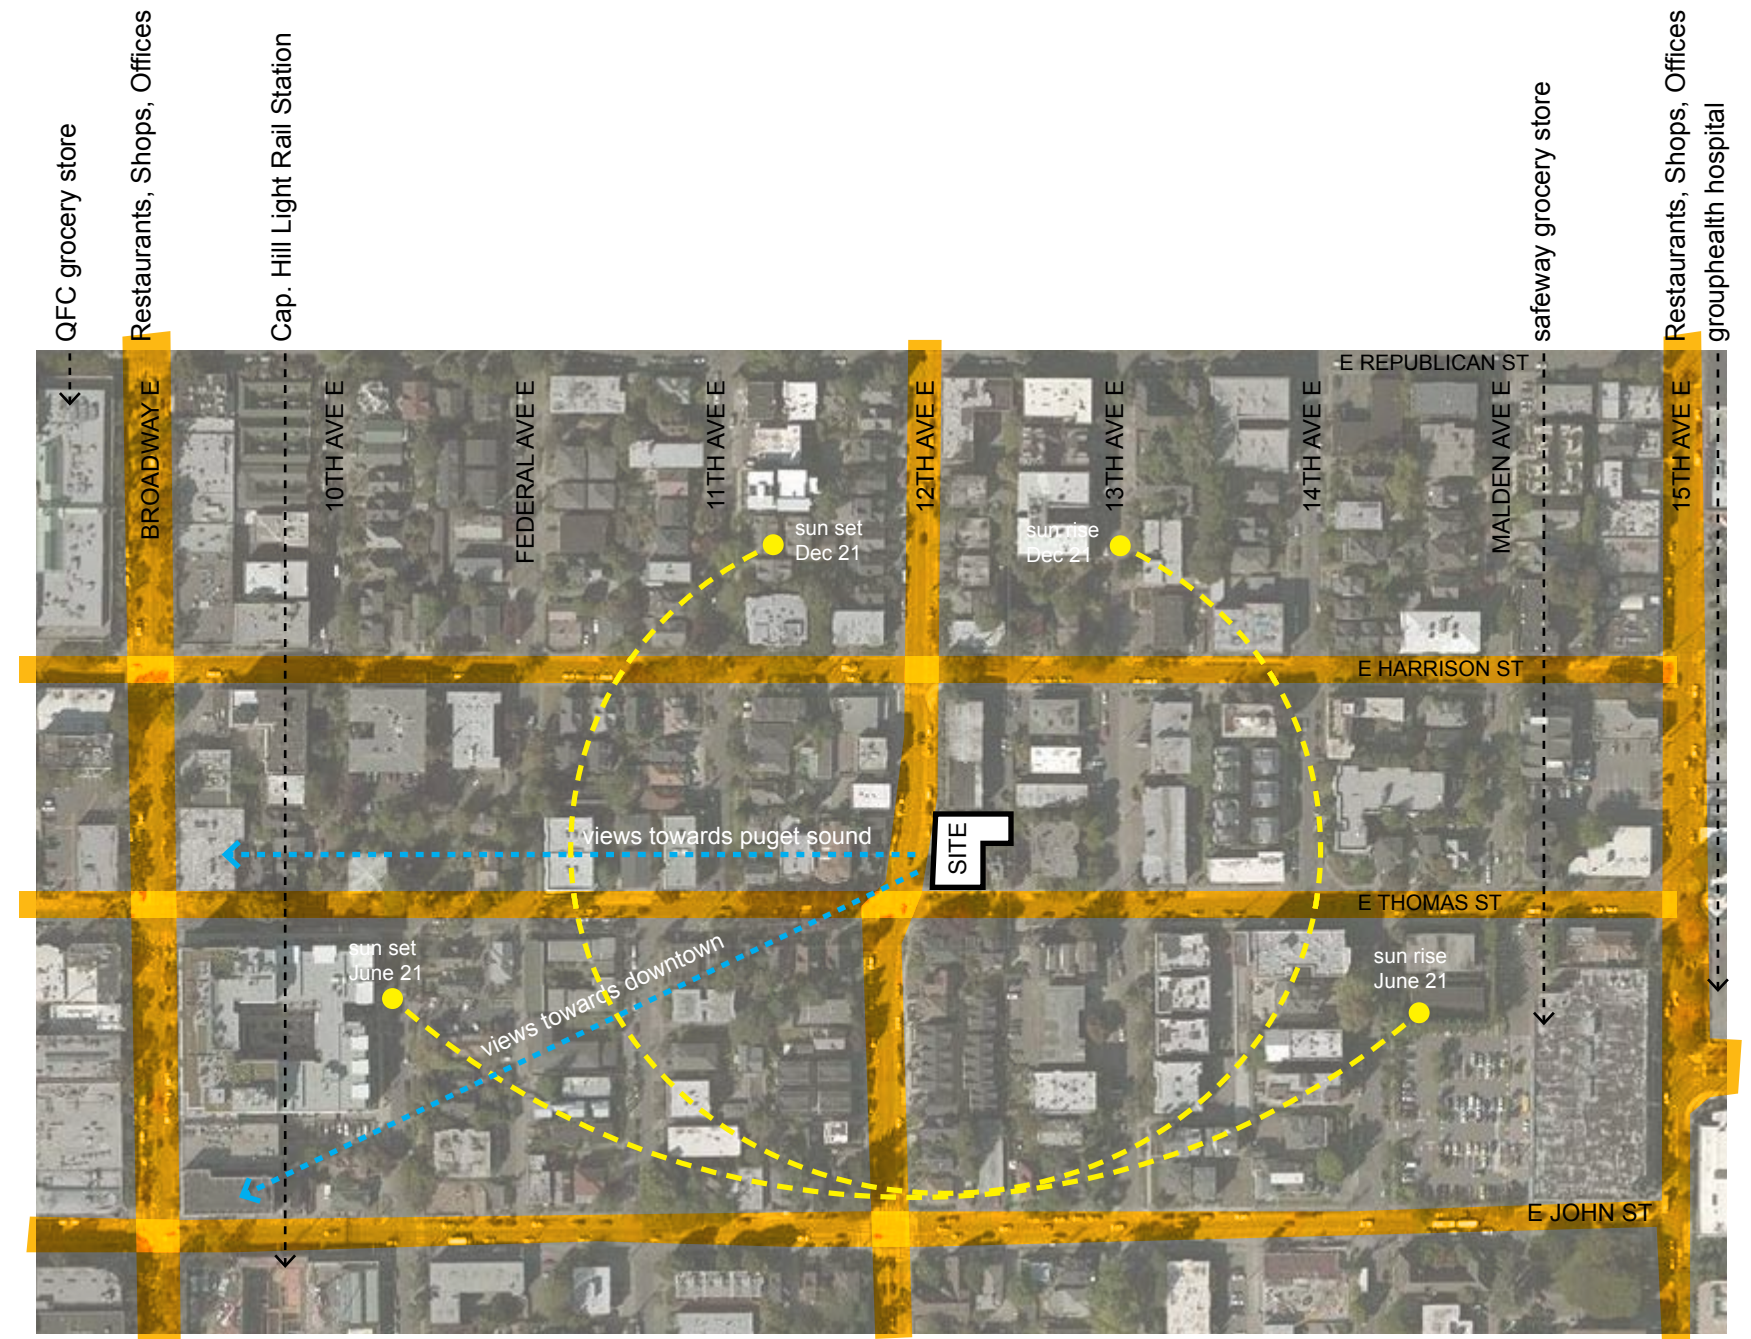 QFC grocery store
Restaurants, Shops, Offices
Cap. Hill Light Rail Station
safeway grocery store
Restaurants, Shops, Offices
grouphealth hospital
E REPUBLICAN ST
BROADWAY E
10TH AVE E
FEDERAL AVE E
11TH AVE E
12TH AVE E
13TH AVE E
14TH AVE E
MALDEN AVE E
15TH AVE E
sun set
Dec 21
sun rise
Dec 21
E HARRISON ST
views towards puget sound
SITE
E THOMAS ST
sun set
June 21
views towards downtown
sun rise
June 21
E JOHN ST